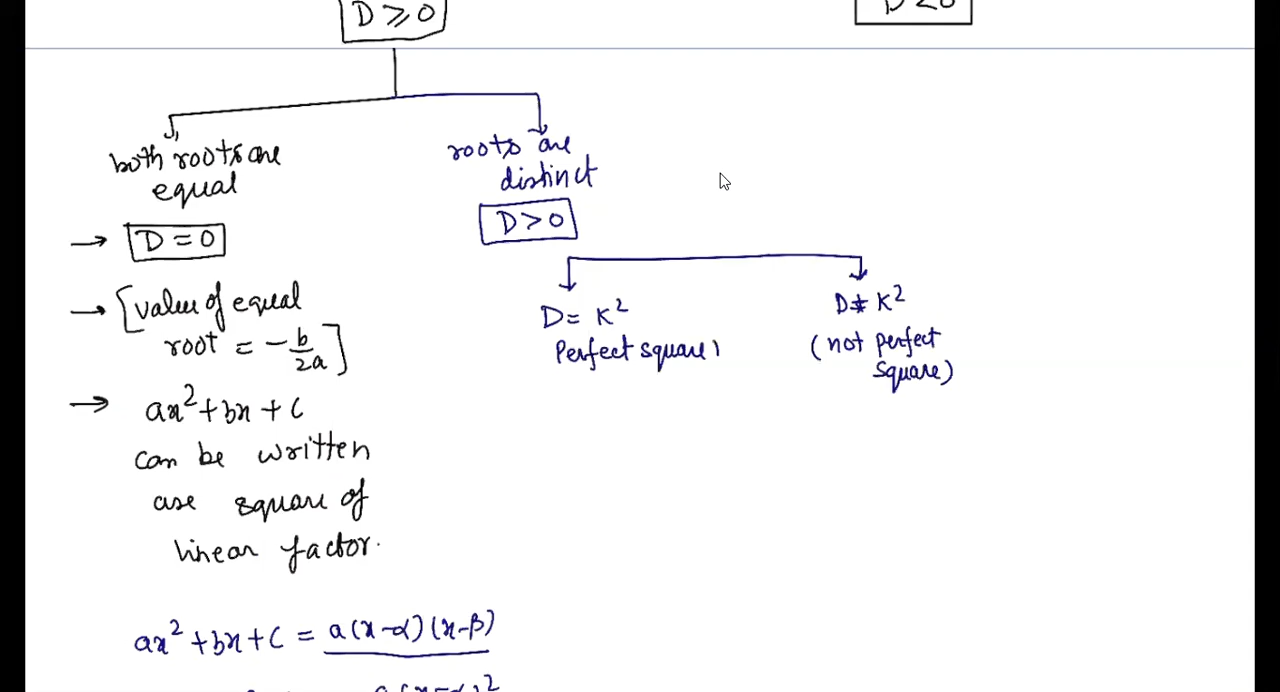 D ≥ 0
D < 0
both roots are
equal
→ D = 0
→ [value of equal
root = -b/2a]
→ ax² + bx + c
can be written
ase square of
linear factor.
ax² + bx + c = a(x-α)(x-β)
a(x-α)²
roots are
distinct
D > 0
D = K²
Perfect square)
D ≠ K²
(not perfect
square)